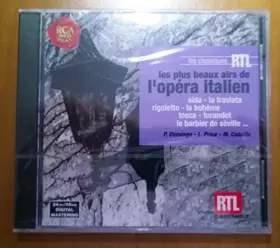 RCA
les classiques RTL
les plus beaux airs de
l'opéra italien
aïda - la traviata
rigoletto - la bohème
tosca - turandot
le barbier de séville ...
P. Domingo - L. Price - M. Caballe
DIGITAL
MASTERING
RTL